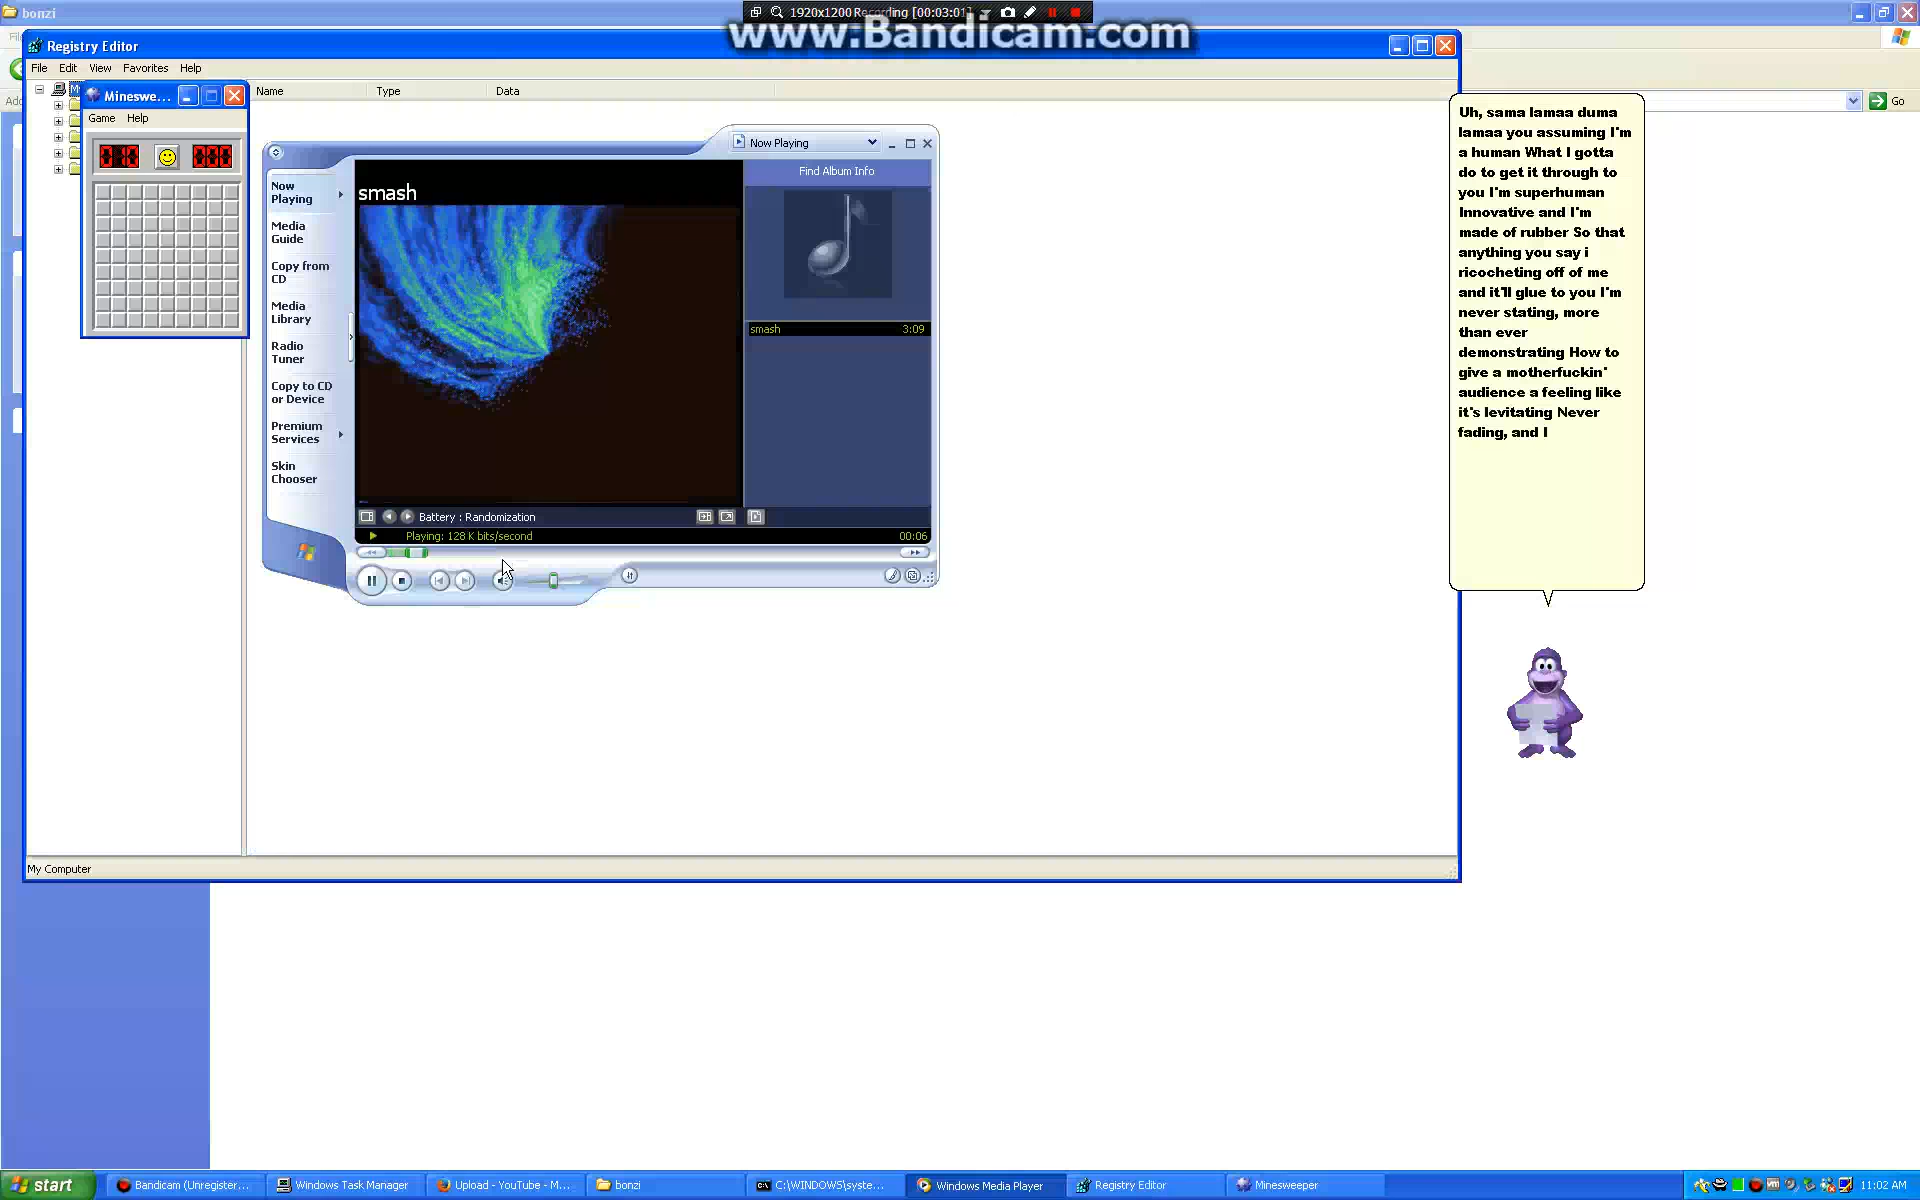 bonzi
1920x1200 Recording [00:03:01]
www.Bandicam.com
Registry Editor
File Edit View Favorites Help
Go
Name Type Data
Mineswe...
Game Help
010 000
Now Playing
Find Album Info
Now
Playing
Media
Guide
Copy from
CD
Media
Library
Radio
Tuner
Copy to CD
or Device
Premium
Services
Skin
Chooser
smash
smash 3:09
Battery : Randomization
Playing: 128 K bits/second 00:06
Uh, sama lamaa duma
lamaa you assuming I'm
a human What I gotta
do to get it through to
you I'm superhuman
Innovative and I'm
made of rubber So that
anything you say i
ricocheting off of me
and it'll glue to you I'm
never stating, more
than ever
demonstrating How to
give a motherfuckin'
audience a feeling like
it's levitating Never
fading, and I
My Computer
start Bandicam (Unregister... Windows Task Manager Upload - YouTube - M... bonzi C:\WINDOWS\syste... Windows Media Player Registry Editor Minesweeper 11:02 AM